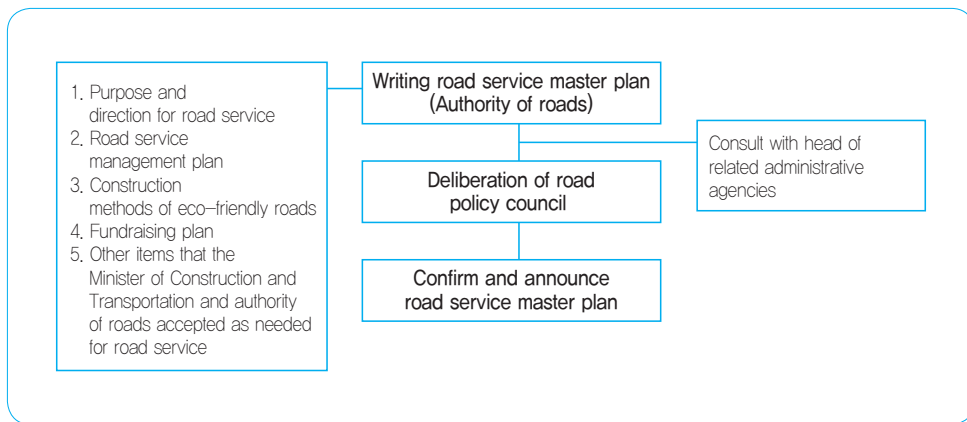 1. Purpose and
direction for road service
2. Road service
management plan
3. Construction
methods of eco-friendly roads
4. Fundraising plan
5. Other items that the
Minister of Construction and
Transportation and authority
of roads accepted as needed
for road service
Writing road service master plan
(Authority of roads)
Consult with head of
related administrative
agencies
Deliberation of road
policy council
Confirm and announce
road service master plan